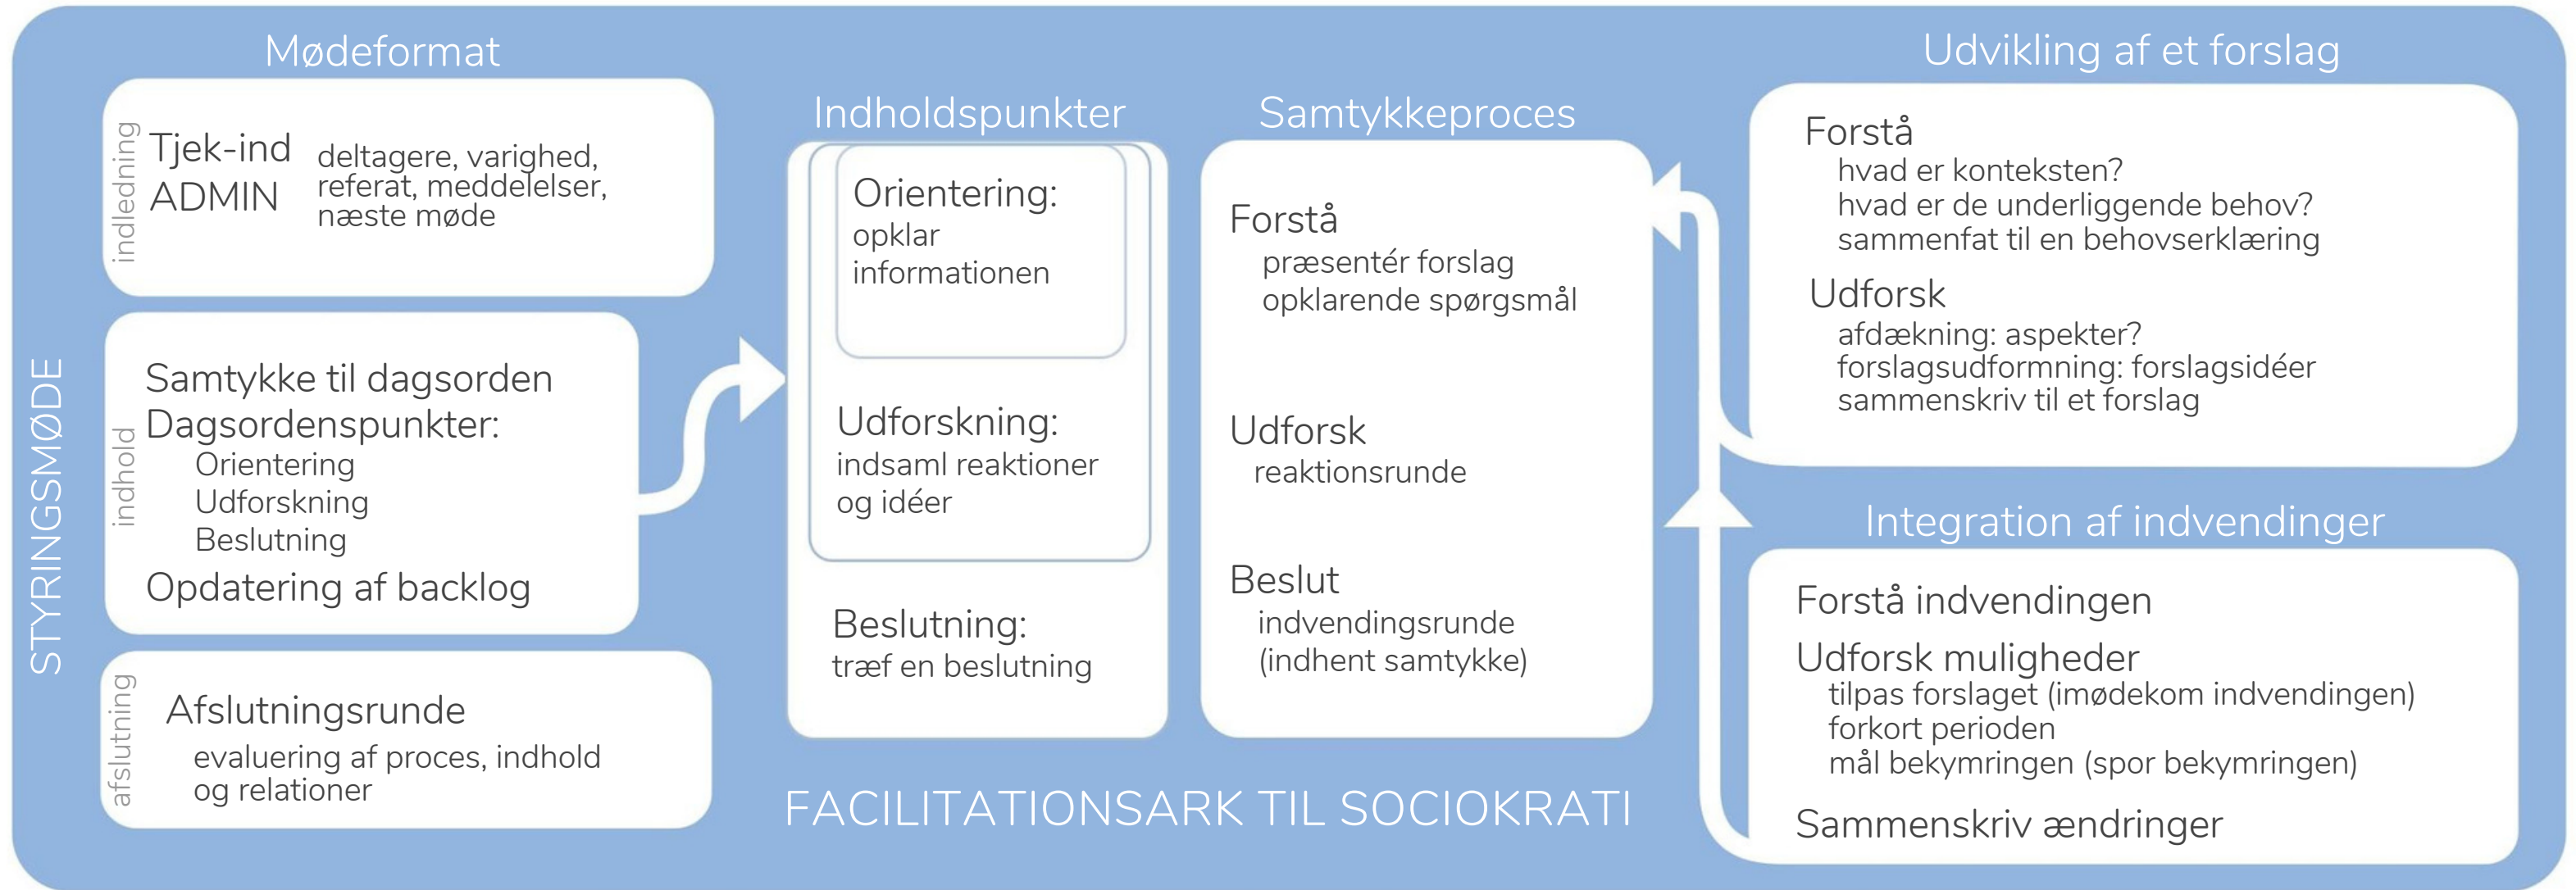 STYRINGSMØDE
Mødeformat
indledning
Tjek-ind
ADMIN
deltagere, varighed,
referat, meddelelser,
næste møde
indhold
Samtykke til dagsorden
Dagsordenspunkter:
Orientering
Udforskning
Beslutning
Opdatering af backlog
afslutning
Afslutningsrunde
evaluering af proces, indhold
og relationer
Indholdspunkter
Orientering:
opklar
informationen
Udforskning:
indsaml reaktioner
og idéer
Beslutning:
træf en beslutning
Samtykkeproces
Forstå
præsentér forslag
opklarende spørgsmål
Udforsk
reaktionsrunde
Beslut
indvendingsrunde
(indhent samtykke)
Udvikling af et forslag
Forstå
hvad er konteksten?
hvad er de underliggende behov?
sammenfat til en behovserklæring
Udforsk
afdækning: aspekter?
forslagsudformning: forslagsidéer
sammenskriv til et forslag
Integration af indvendinger
Forstå indvendingen
Udforsk muligheder
tilpas forslaget (imødekom indvendingen)
forkort perioden
mål bekymringen (spor bekymringen)
Sammenskriv ændringer
FACILITATIONSARK TIL SOCIOKRATI